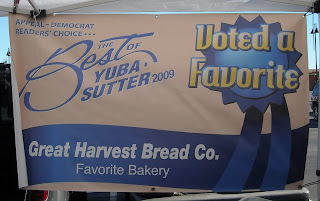 APPEAL-DEMOCRAT
READERS' CHOICE...
THE
Best OF
YUBA-
SUTTER 2009
Voted a
Favorite
Great Harvest Bread Co.
Favorite Bakery